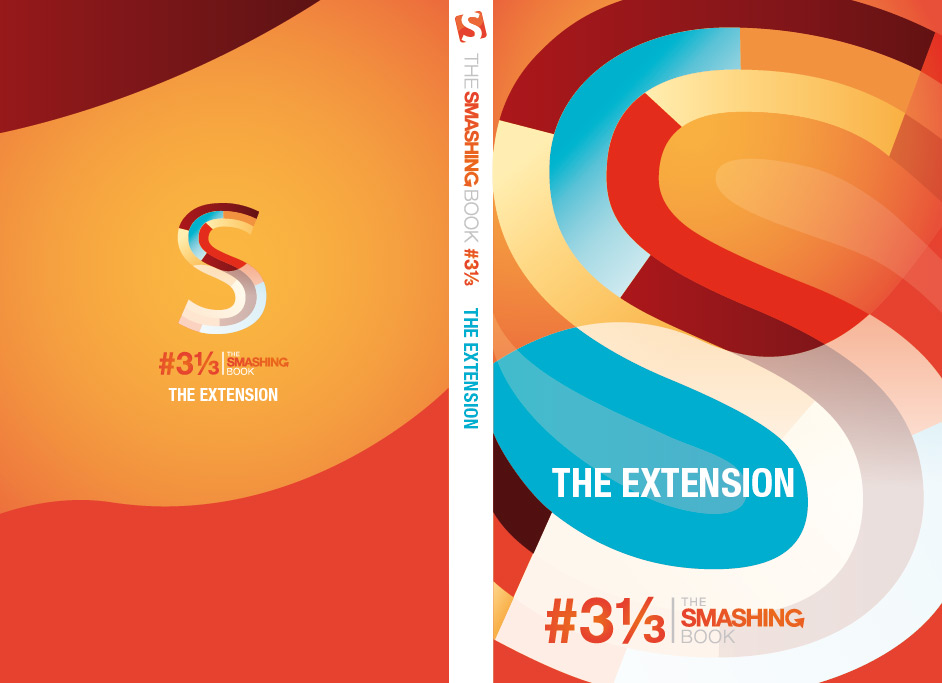 #3⅓
THE
SMASHING
BOOK
THE EXTENSION
THE SMASHING BOOK #3⅓ THE EXTENSION
THE EXTENSION
#3⅓
THE
SMASHING
BOOK